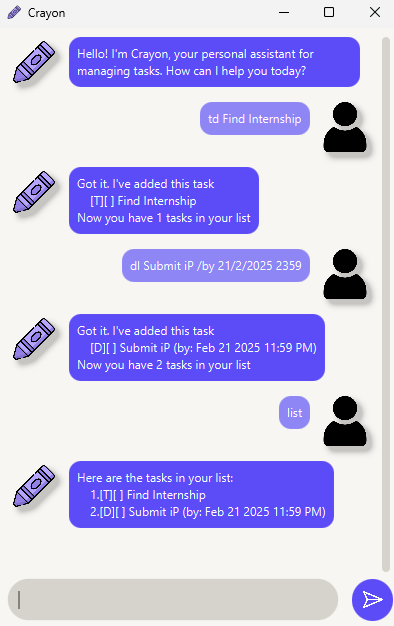 Crayon
Hello! I'm Crayon, your personal assistant for
managing tasks. How can I help you today?
td Find Internship
Got it. I've added this task
[T][ ] Find Internship
Now you have 1 tasks in your list
dl Submit iP /by 21/2/2025 2359
Got it. I've added this task
[D][ ] Submit iP (by: Feb 21 2025 11:59 PM)
Now you have 2 tasks in your list
list
Here are the tasks in your list:
1.[T][ ] Find Internship
2.[D][ ] Submit iP (by: Feb 21 2025 11:59 PM)